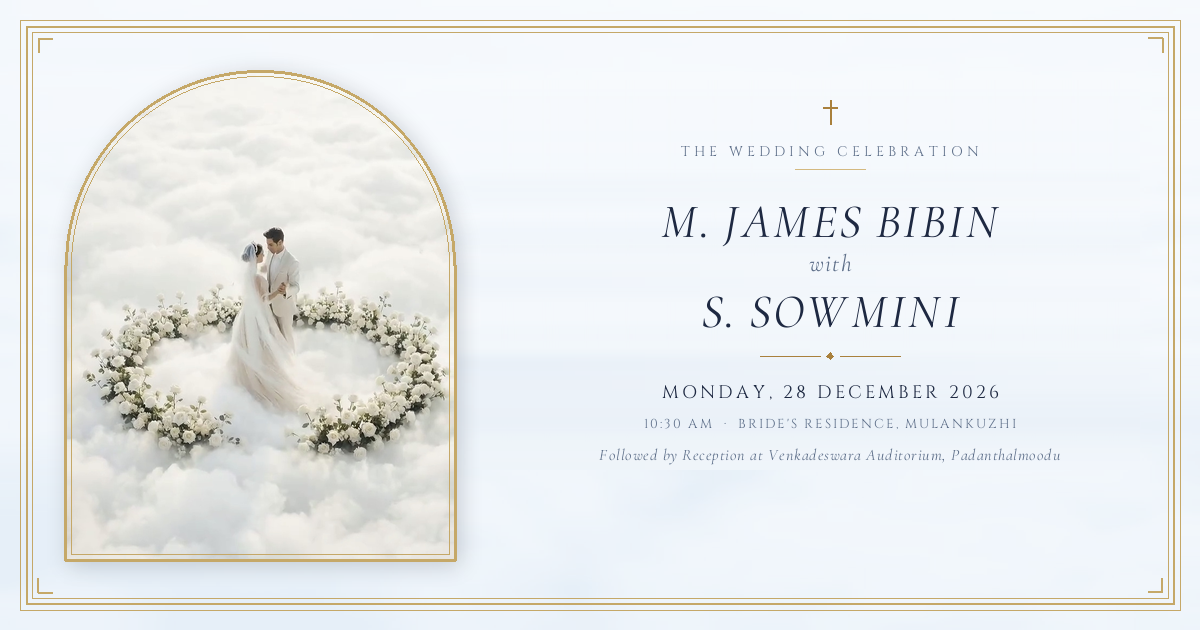 THE WEDDING CELEBRATION
M. JAMES BIBIN
with
S. SOWMINI
MONDAY, 28 DECEMBER 2026
10:30 AM · BRIDE'S RESIDENCE, MULANKUZHI
Followed by Reception at Venkadeswara Auditorium, Padanthalmoodu